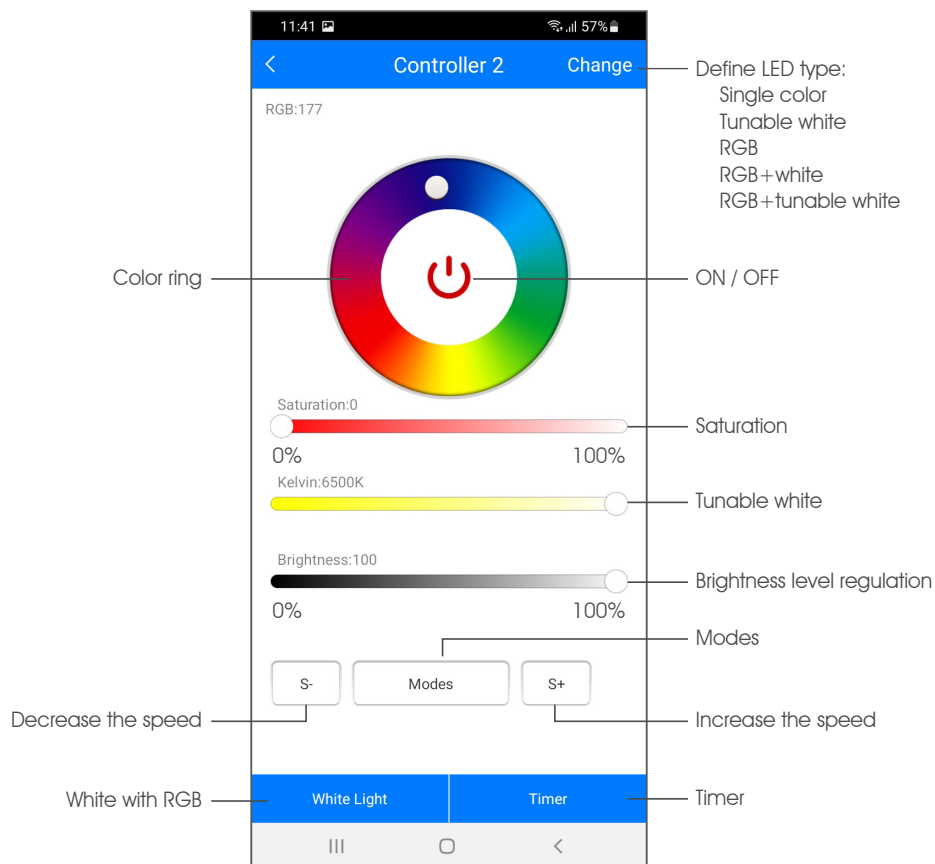 11:41 57%
Controller 2 Change
Define LED type:
Single color
Tunable white
RGB
RGB+white
RGB+tunable white
RGB:177
Color ring
ON / OFF
Saturation:0
Saturation
0% 100%
Kelvin:6500K
Tunable white
Brightness:100
Brightness level regulation
0% 100%
Modes
S- Modes S+
Decrease the speed
Increase the speed
White with RGB
White Light Timer
Timer